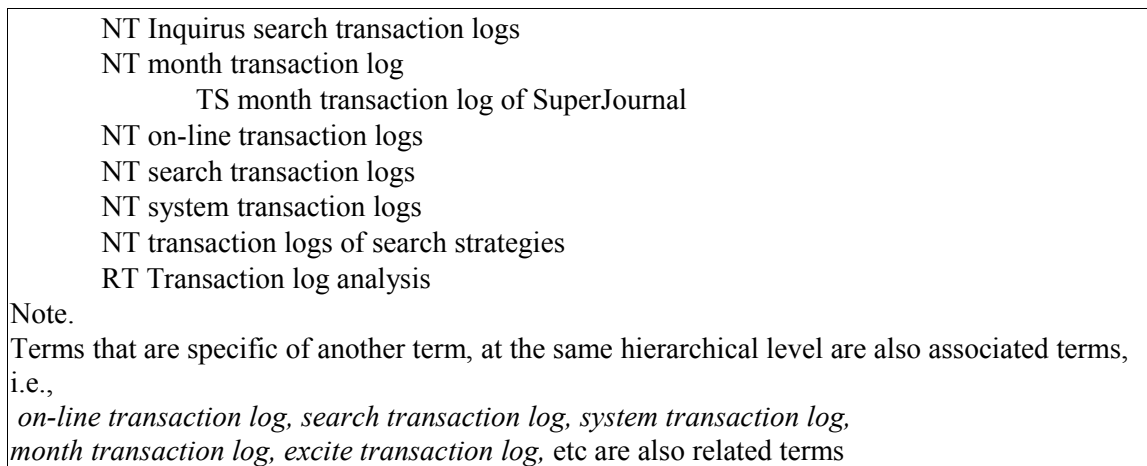 NT Inquirus search transaction logs
NT month transaction log
TS month transaction log of SuperJournal
NT on-line transaction logs
NT search transaction logs
NT system transaction logs
NT transaction logs of search strategies
RT Transaction log analysis
Note.
Terms that are specific of another term, at the same hierarchical level are also associated terms,
i.e.,
on-line transaction log, search transaction log, system transaction log,
month transaction log, excite transaction log, etc are also related terms